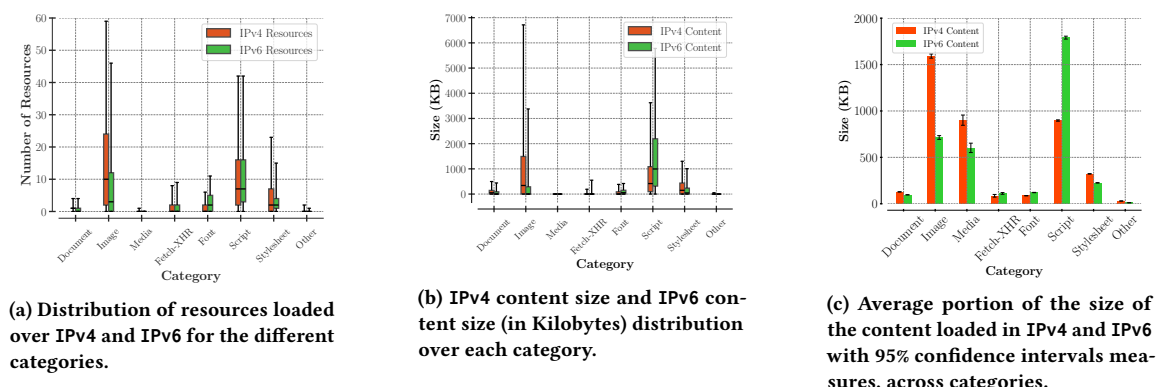 60
50
40
30
20
10
0
Number of Resources
IPv4 Resources
IPv6 Resources
Document
Image
Media
Fetch-XHR
Font
Script
Stylesheet
Other
Category
(a) Distribution of resources loaded
over IPv4 and IPv6 for the different
categories.
7000
6000
5000
4000
3000
2000
1000
0
Size (KB)
IPv4 Content
IPv6 Content
Document
Image
Media
Fetch-XHR
Font
Script
Stylesheet
Other
Category
(b) IPv4 content size and IPv6 con-
tent size (in Kilobytes) distribution
over each category.
2000
1500
1000
500
0
Size (KB)
IPv4 Content
IPv6 Content
Document
Image
Media
Fetch-XHR
Font
Script
Stylesheet
Other
Category
(c) Average portion of the size of
the content loaded in IPv4 and IPv6
with 95% confidence intervals mea-
sures, across categories.